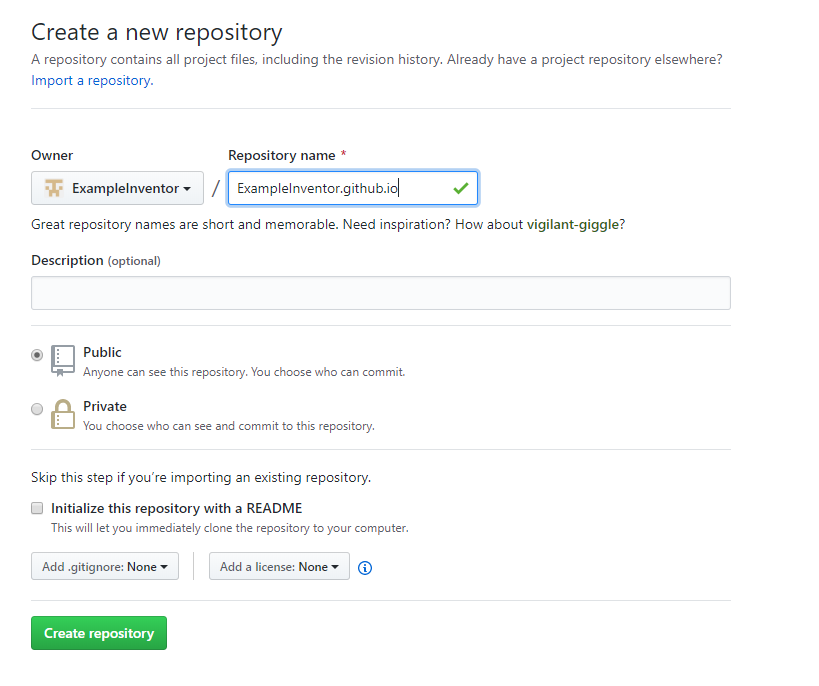 Create a new repository
A repository contains all project files, including the revision history. Already have a project repository elsewhere?
Import a repository.
Owner Repository name *
ExampleInventor / ExampleInventor.github.io
Great repository names are short and memorable. Need inspiration? How about vigilant-giggle?
Description (optional)
Public
Anyone can see this repository. You choose who can commit.
Private
You choose who can see and commit to this repository.
Skip this step if you’re importing an existing repository.
Initialize this repository with a README
This will let you immediately clone the repository to your computer.
Add .gitignore: None Add a license: None
Create repository